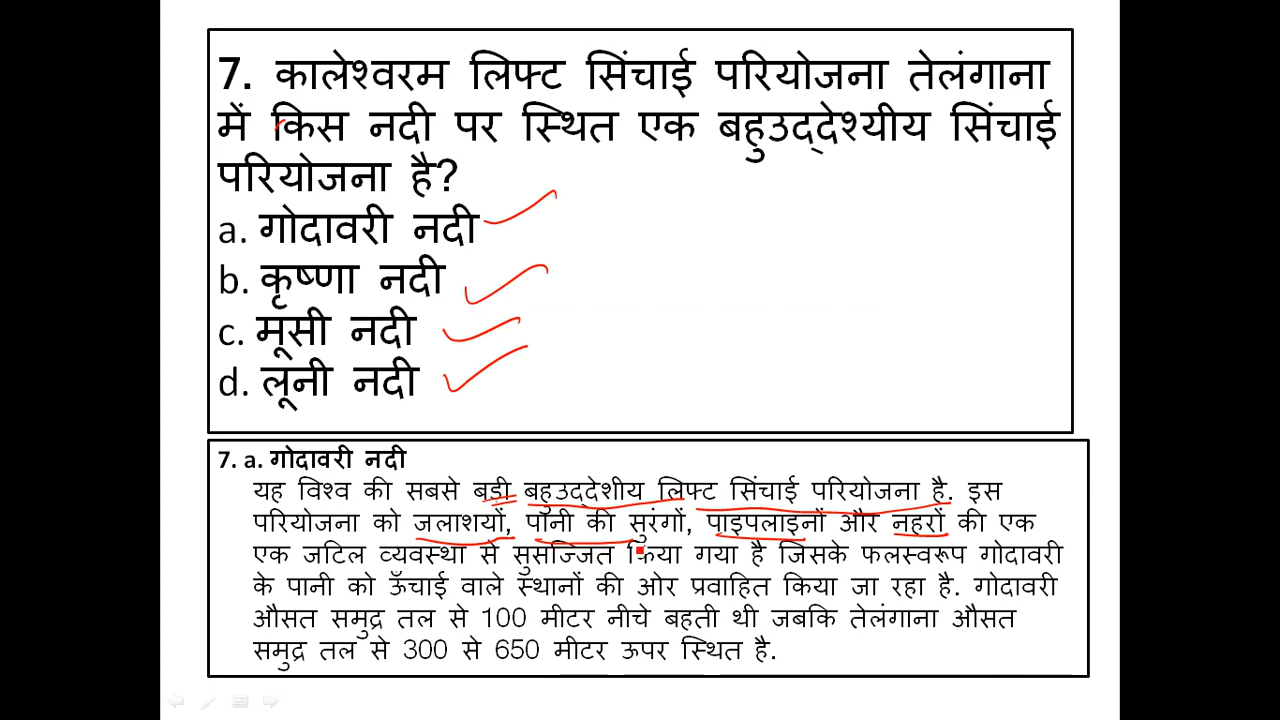 7. कालेश्वरम लिफ्ट सिंचाई परियोजना तेलंगाना
में किस नदी पर स्थित एक बहुउद्देश्यीय सिंचाई
परियोजना है?
a. गोदावरी नदी
b. कृष्णा नदी
c. मूसी नदी
d. लूनी नदी
7. a. गोदावरी नदी
यह विश्व की सबसे बड़ी बहुउद्देशीय लिफ्ट सिंचाई परियोजना है. इस
परियोजना को जलाशयों, पानी की सुरंगों, पाइपलाइनों और नहरों की एक
एक जटिल व्यवस्था से सुसज्जित किया गया है जिसके फलस्वरूप गोदावरी
के पानी को ऊँचाई वाले स्थानों की ओर प्रवाहित किया जा रहा है. गोदावरी
औसत समुद्र तल से 100 मीटर नीचे बहती थी जबकि तेलंगाना औसत
समुद्र तल से 300 से 650 मीटर ऊपर स्थित है.